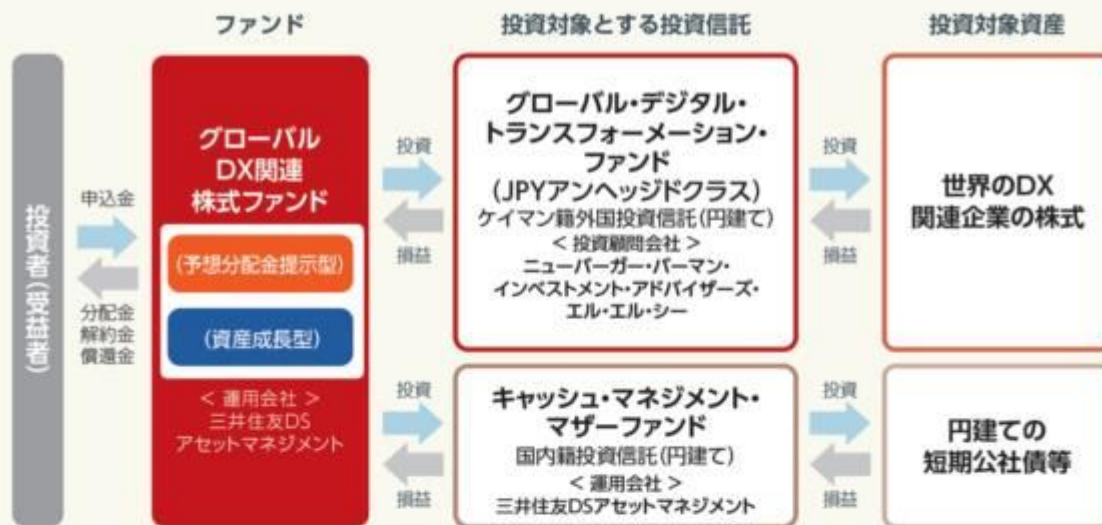 ファンド
投資対象とする投資信託
投資対象資産
投資者(受益者)
申込金
分配金
解約金
償還金
グローバル
DX関連
株式ファンド
(予想分配金提示型)
(資産成長型)
< 運用会社 >
三井住友DS
アセットマネジメント
投資
損益
グローバル・デジタル・
トランスフォーメーション・
ファンド
(JPYアンヘッジドクラス)
ケイマン籍外国投資信託(円建て)
< 投資顧問会社 >
ニューバーガー・バーマン・
インベストメント・アドバイザーズ・
エル・エル・シー
投資
損益
世界のDX
関連企業の株式
投資
損益
キャッシュ・マネジメント・
マザーファンド
国内籍投資信託(円建て)
< 運用会社 >
三井住友DSアセットマネジメント
投資
損益
円建ての
短期公社債等